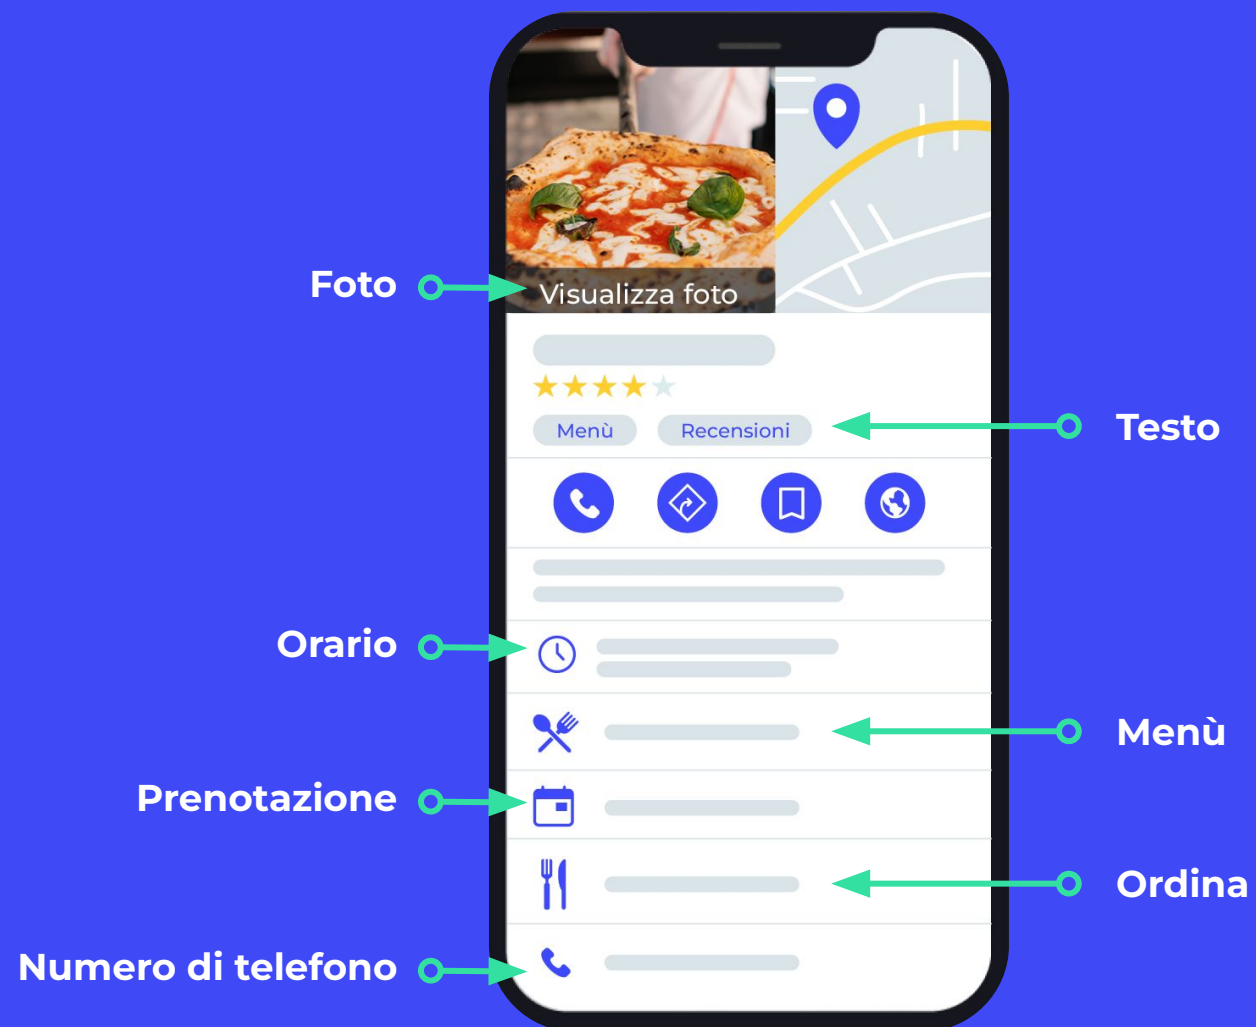 Foto
Visualizza foto
Menù
Recensioni
Testo
Orario
Menù
Prenotazione
Ordina
Numero di telefono